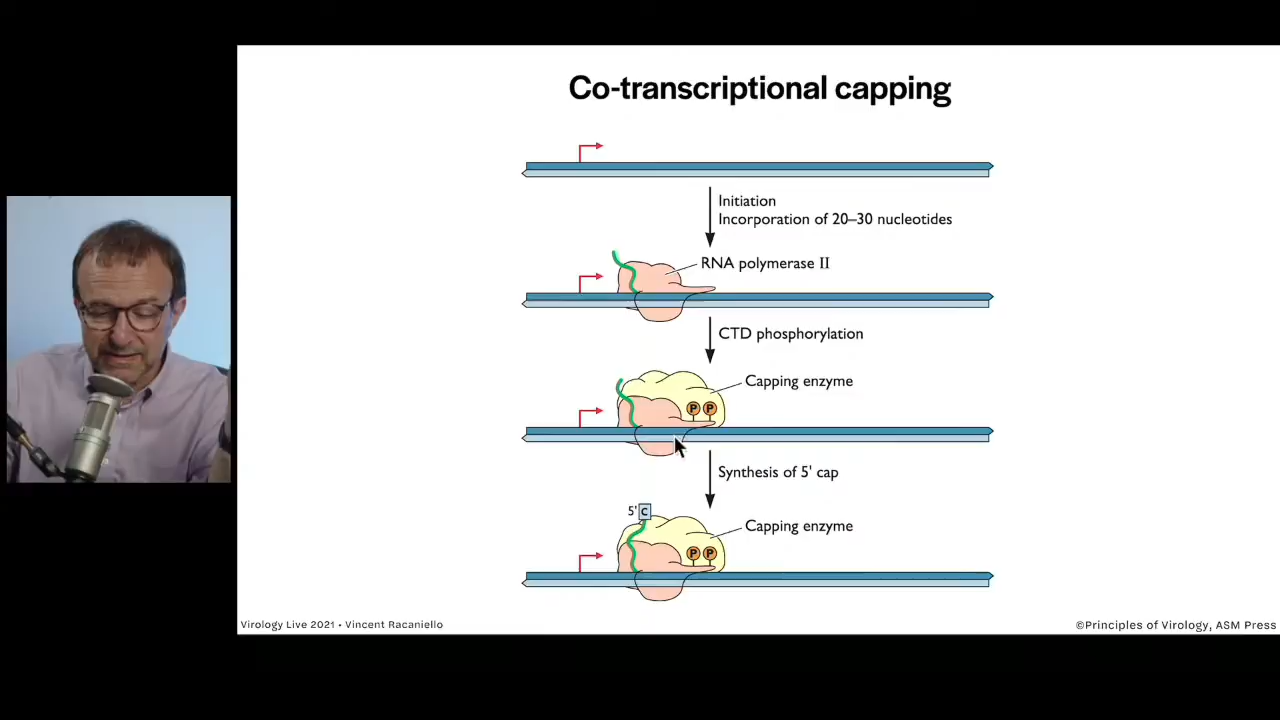 Co-transcriptional capping
Initiation
Incorporation of 20–30 nucleotides
RNA polymerase II
CTD phosphorylation
Capping enzyme
P P
Synthesis of 5' cap
5' C
Capping enzyme
P P
Virology Live 2021 • Vincent Racaniello
©Principles of Virology, ASM Press